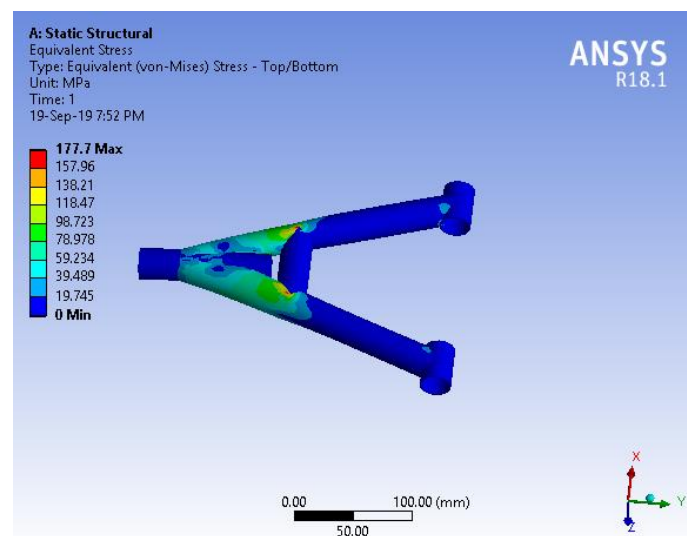 A: Static Structural
Equivalent Stress
Type: Equivalent (von-Mises) Stress - Top/Bottom
Unit: MPa
Time: 1
19-Sep-19 7:52 PM
ANSYS
R18.1
177.7 Max
157.96
138.21
118.47
98.723
78.978
59.234
39.489
19.745
0 Min
X
Y
Z
0.00 100.00 (mm)
50.00